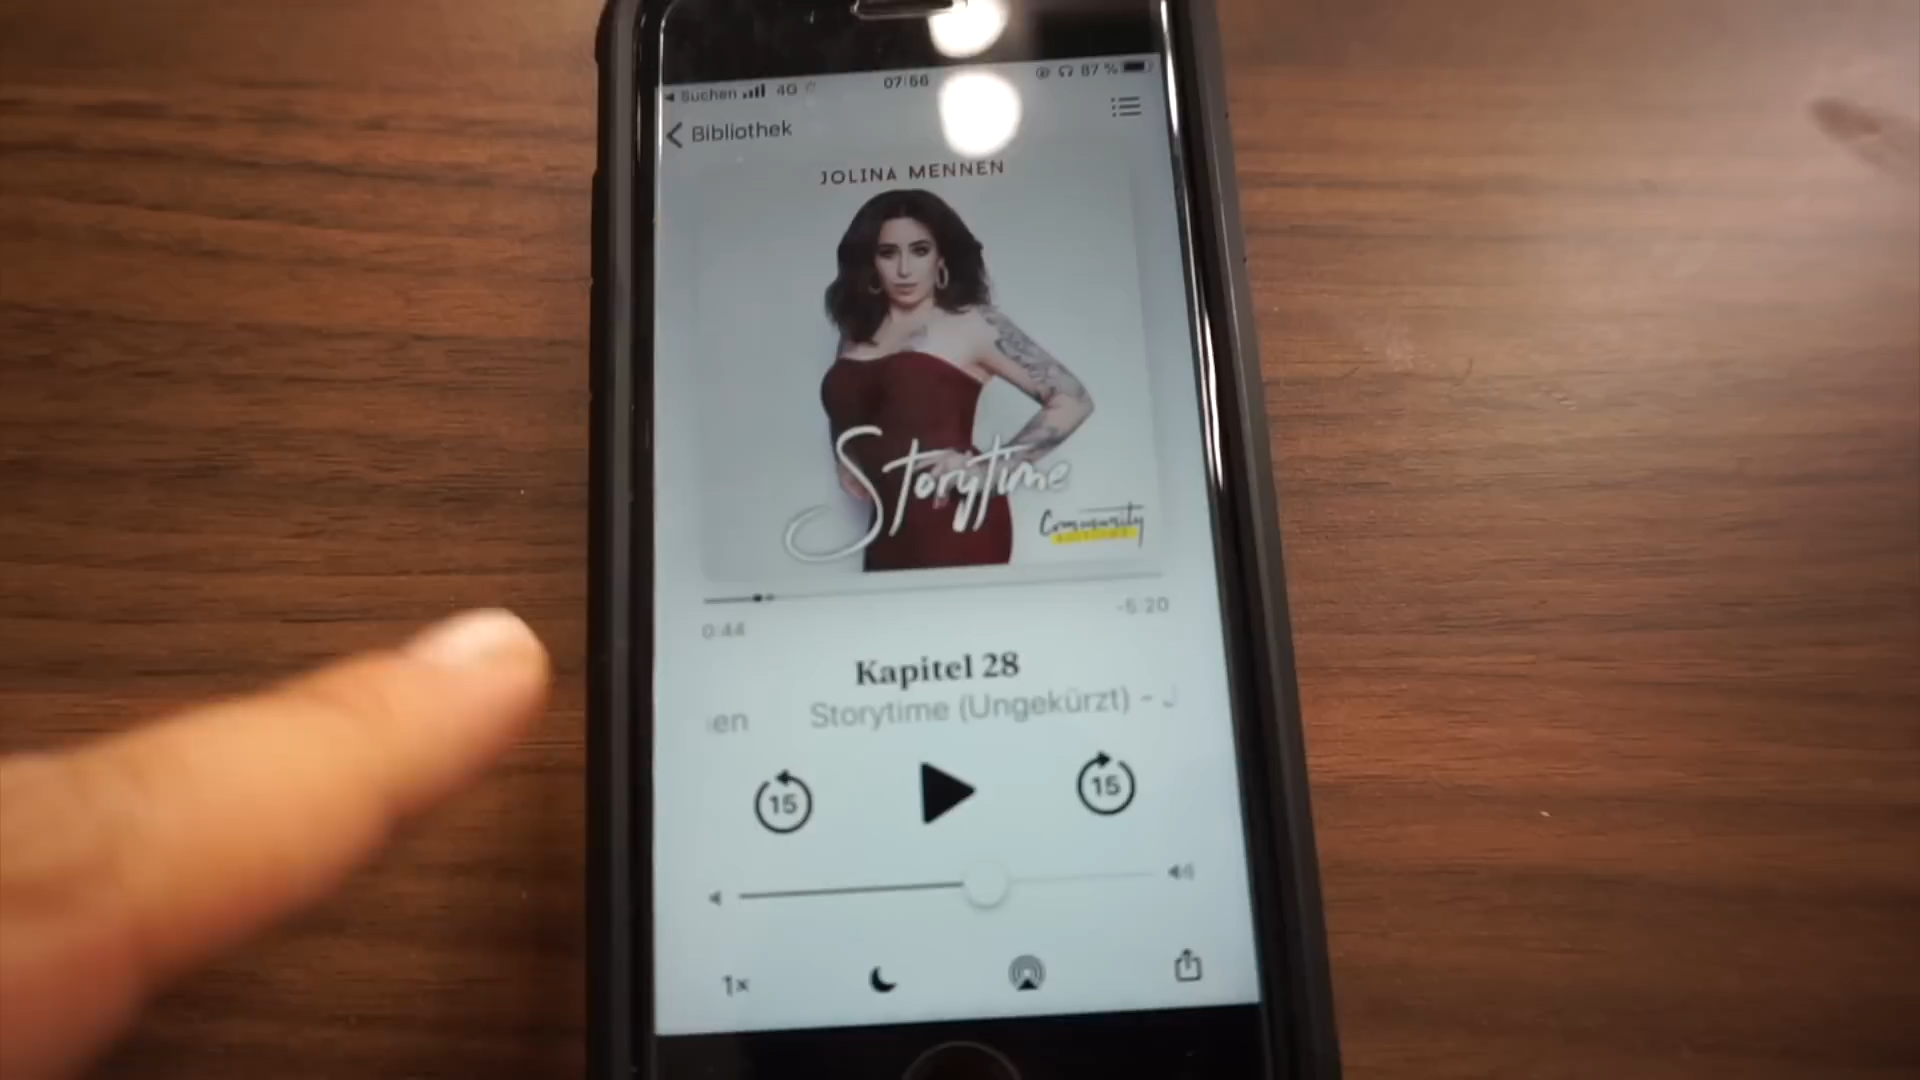 Suchen 4G 07:56 87 %
Bibliothek
JOLINA MENNEN
Storytime
Community
0:44 -5:20
Kapitel 28
en Storytime (Ungekürzt) - J
15 15
1x